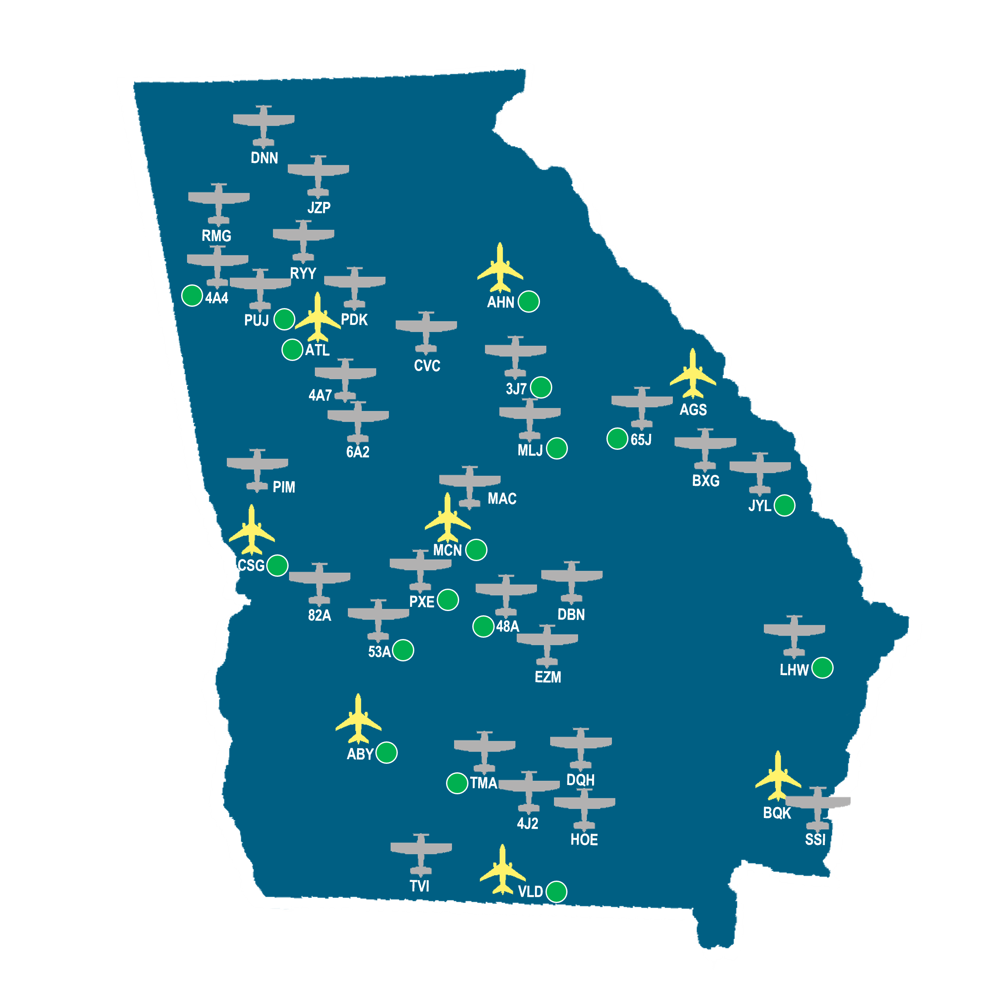 DNN
JZP
RMG
RYY
4A4
PUJ
PDK
AHN
ATL
CVC
3J7
4A7
AGS
65J
MLJ
6A2
BXG
PIM
MAC
JYL
MCN
CSG
PXE
82A
DBN
48A
53A
LHW
EZM
ABY
DQH
TMA
BQK
4J2
HOE
SSI
TVI
VLD